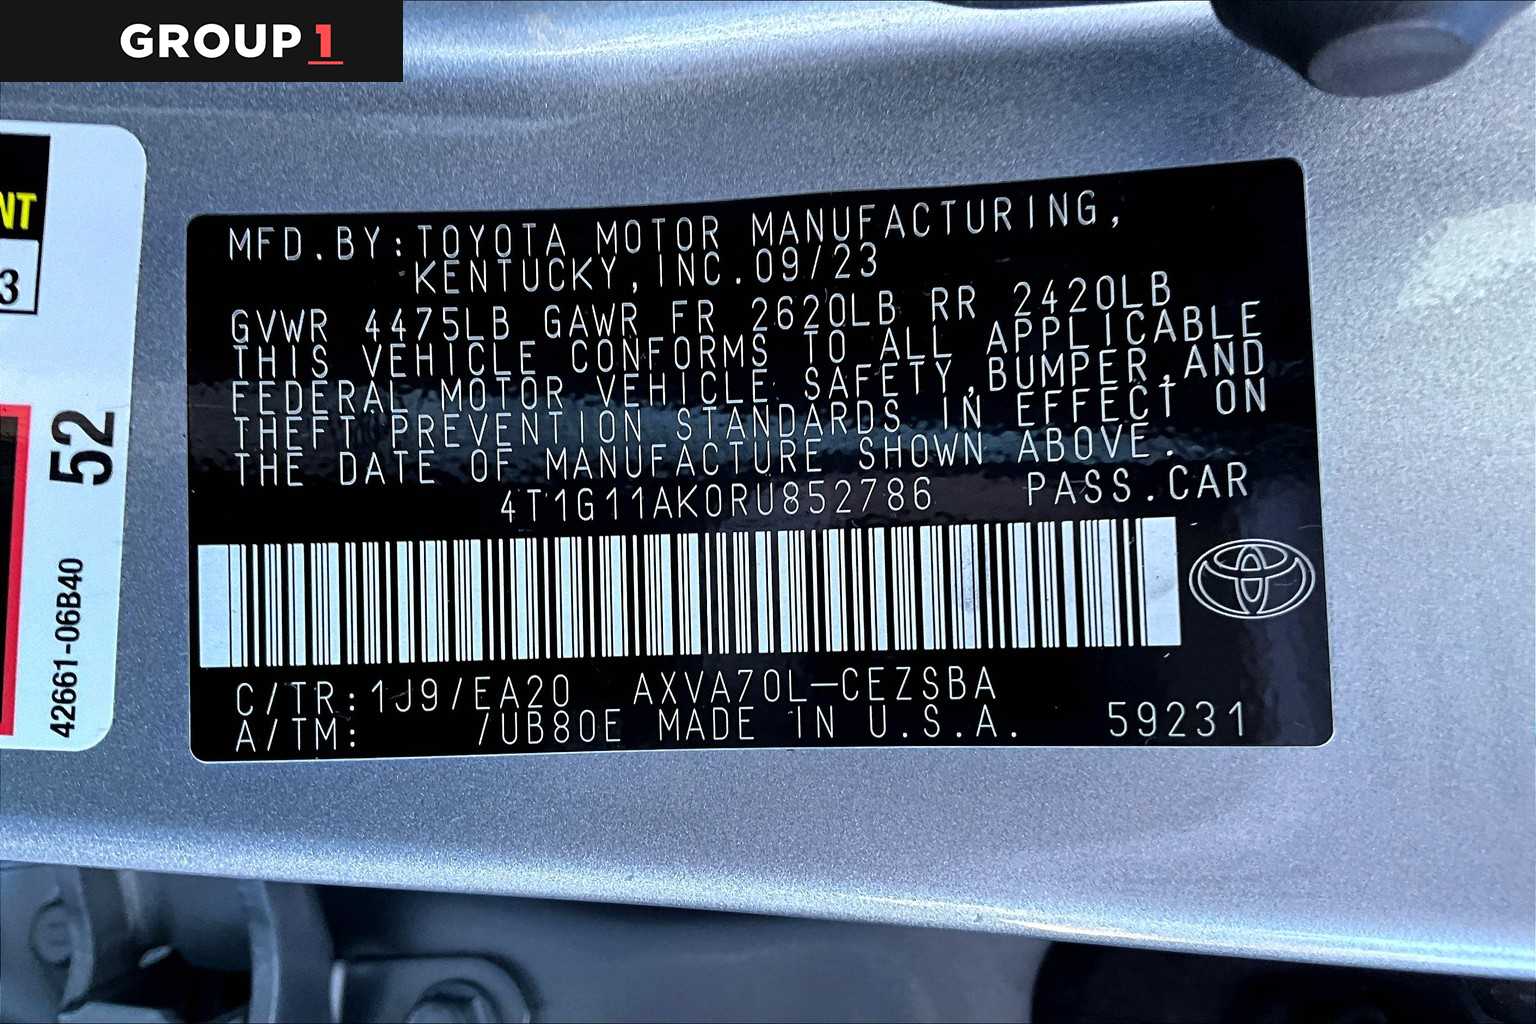 GROUP 1
NT
3
52
42661-06B40
MFD.BY:TOYOTA MOTOR MANUFACTURING,
KENTUCKY,INC.09/23
GVWR 4475LB GAWR FR 2620LB RR 2420LB
THIS VEHICLE CONFORMS TO ALL APPLICABLE
FEDERAL MOTOR VEHICLE SAFETY,BUMPER,AND
THEFT PREVENTION STANDARDS IN EFFECT ON
THE DATE OF MANUFACTURE SHOWN ABOVE.
4T1G11AK0RU852786 PASS.CAR
C/TR:1J9/EA20 AXVA70L-CEZSBA
A/TM: /UB80E MADE IN U.S.A. 59231